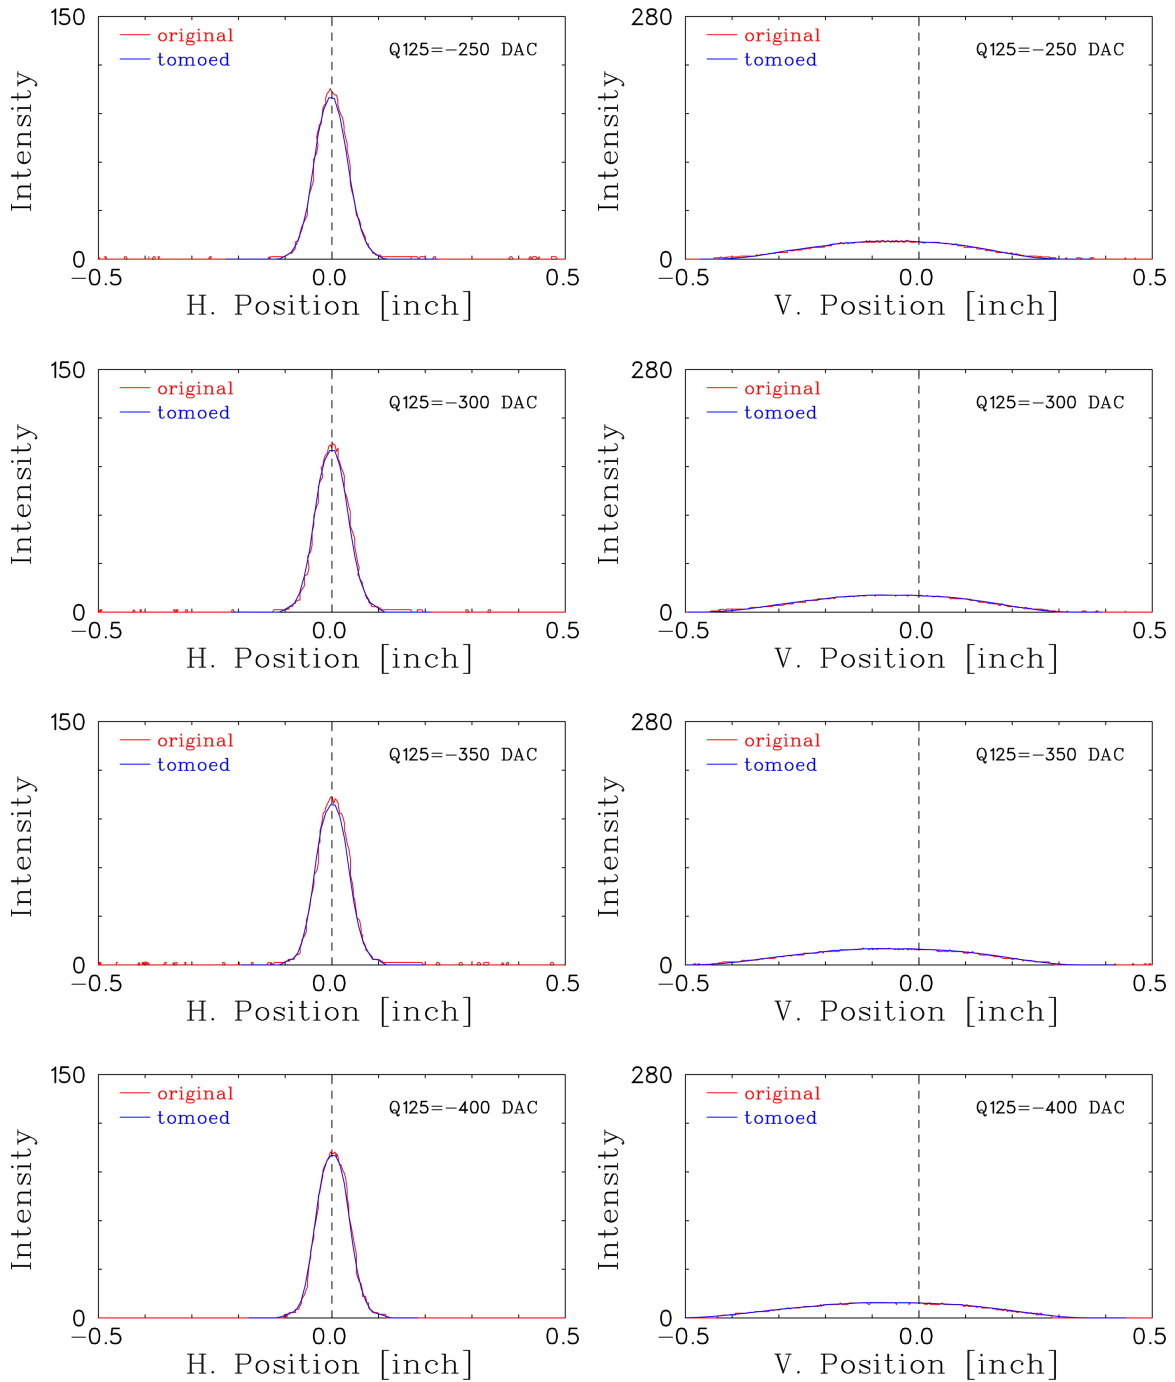 150
original
tomoed
Q125=−250 DAC
Intensity
0
−0.5
0.0
0.5
H. Position [inch]
280
original
tomoed
Q125=−250 DAC
Intensity
0
−0.5
0.0
0.5
V. Position [inch]
150
original
tomoed
Q125=−300 DAC
Intensity
0
−0.5
0.0
0.5
H. Position [inch]
280
original
tomoed
Q125=−300 DAC
Intensity
0
−0.5
0.0
0.5
V. Position [inch]
150
original
tomoed
Q125=−350 DAC
Intensity
0
−0.5
0.0
0.5
H. Position [inch]
280
original
tomoed
Q125=−350 DAC
Intensity
0
−0.5
0.0
0.5
V. Position [inch]
150
original
tomoed
Q125=−400 DAC
Intensity
0
−0.5
0.0
0.5
H. Position [inch]
280
original
tomoed
Q125=−400 DAC
Intensity
0
−0.5
0.0
0.5
V. Position [inch]